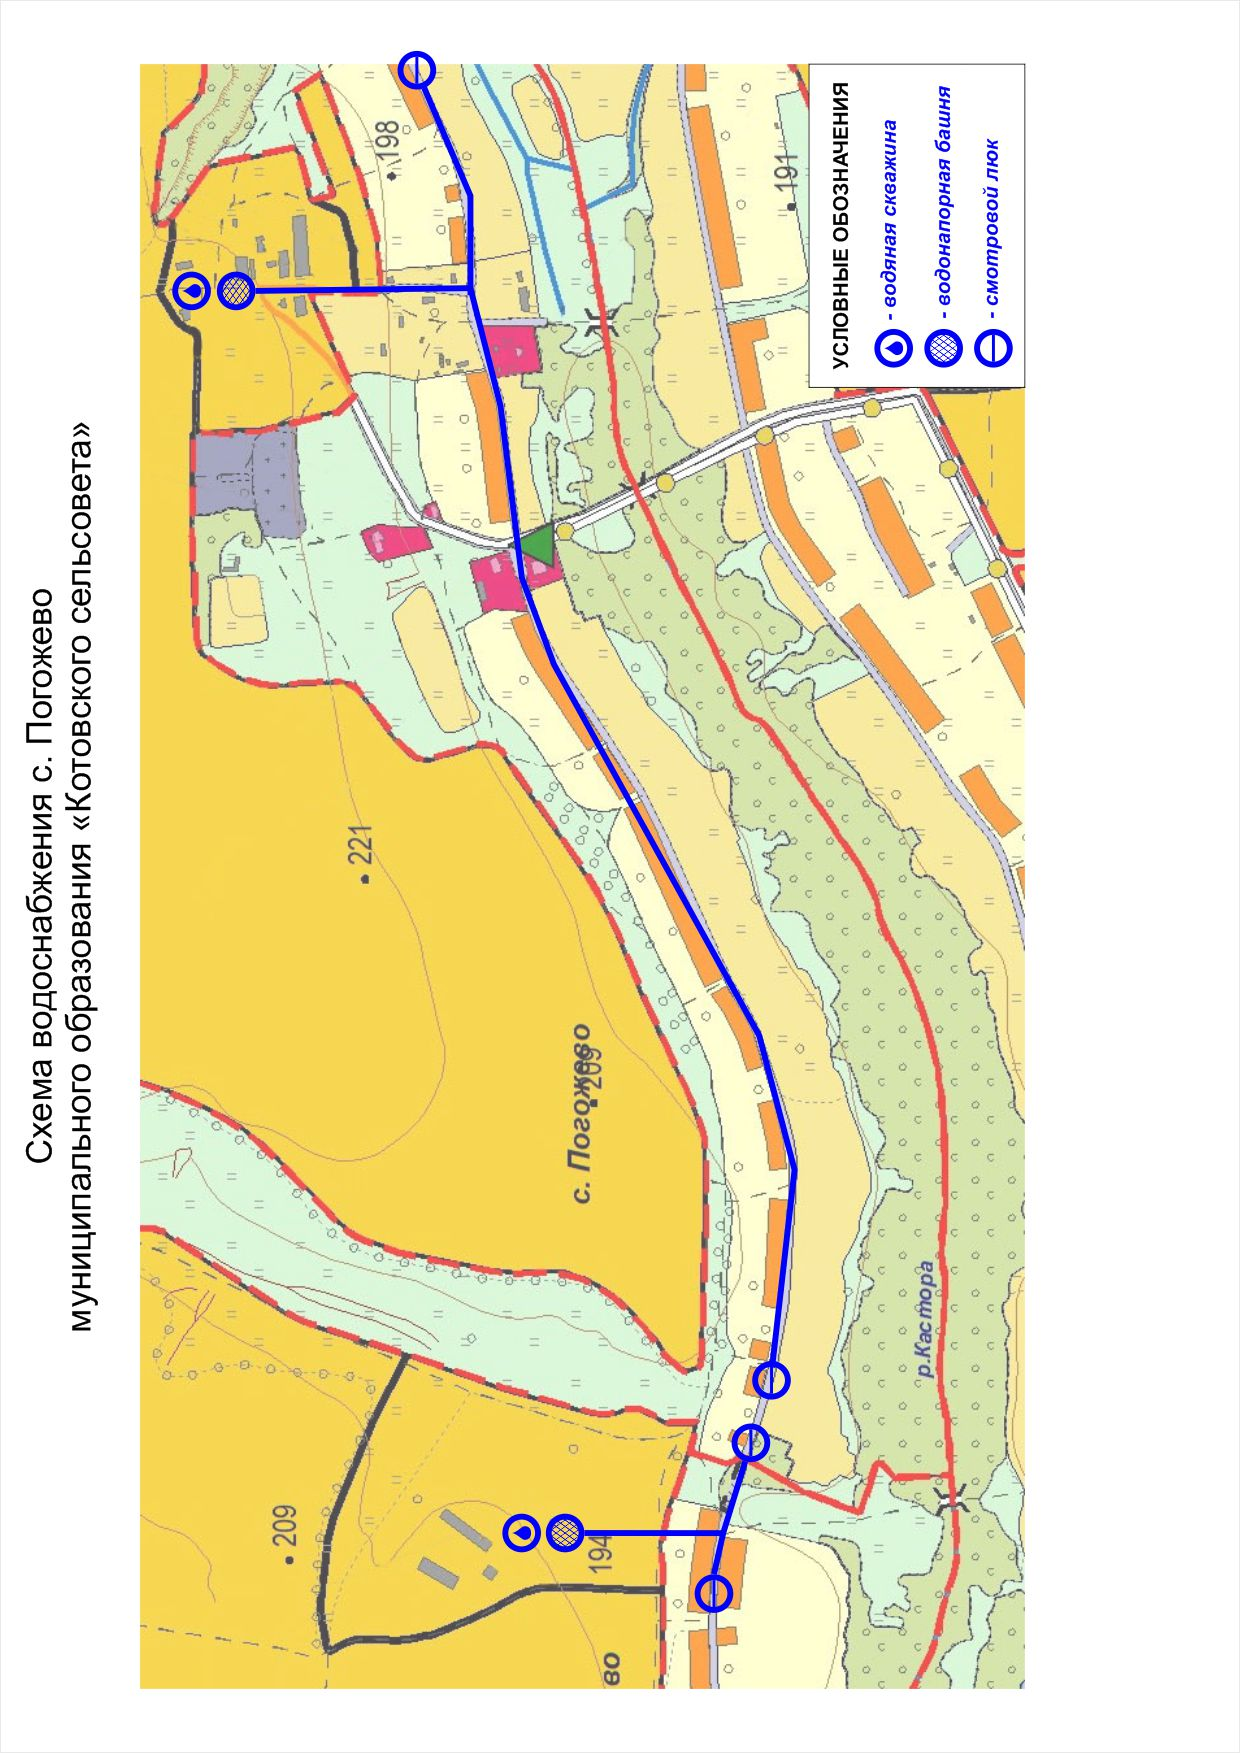 Схема водоснабжения с. Погожево
муниципального образования «Котовского сельсовета»
209
194
во
221
с. Погожево
209
р.Кастора
198
191
УСЛОВНЫЕ ОБОЗНАЧЕНИЯ
- водяная скважина
- водонапорная башня
- смотровой люк